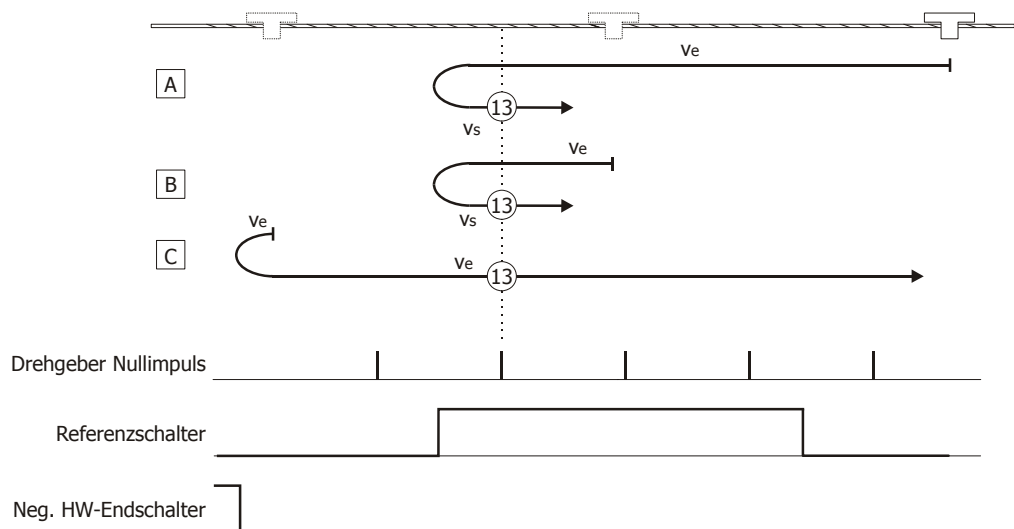 Ve
A
13
Vs
Ve
B
13
Vs
Ve
C
Ve
13
Drehgeber Nullimpuls
Referenzschalter
Neg. HW-Endschalter